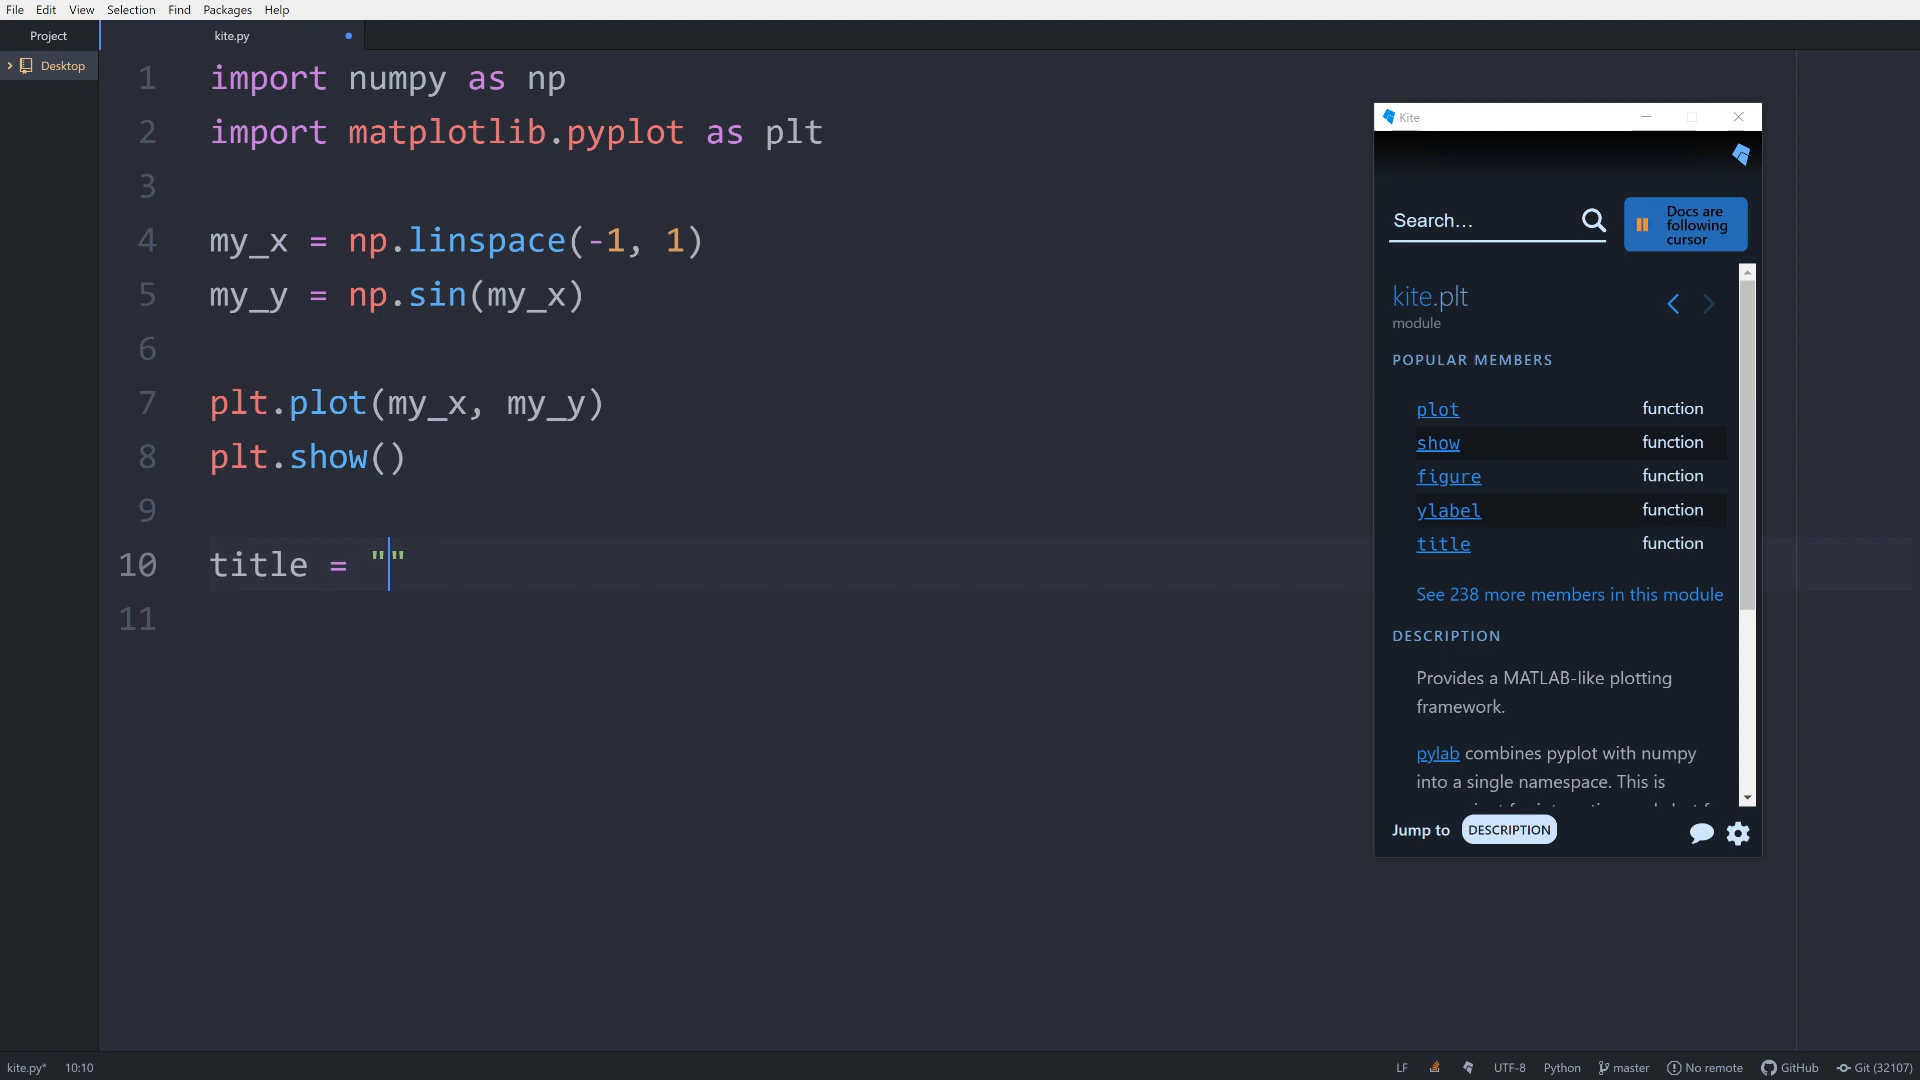 File Edit View Selection Find Packages Help
Project
kite.py
Desktop
1 import numpy as np
2 import matplotlib.pyplot as plt
3
4 my_x = np.linspace(-1, 1)
5 my_y = np.sin(my_x)
6
7 plt.plot(my_x, my_y)
8 plt.show()
9
10 title = ""
11
Kite
Search...
Docs are
following
cursor
kite.plt
module
POPULAR MEMBERS
plot function
show function
figure function
ylabel function
title function
See 238 more members in this module
DESCRIPTION
Provides a MATLAB-like plotting
framework.
pylab combines pyplot with numpy
into a single namespace. This is
Jump to DESCRIPTION
kite.py* 10:10 LF UTF-8 Python master No remote GitHub Git (32107)